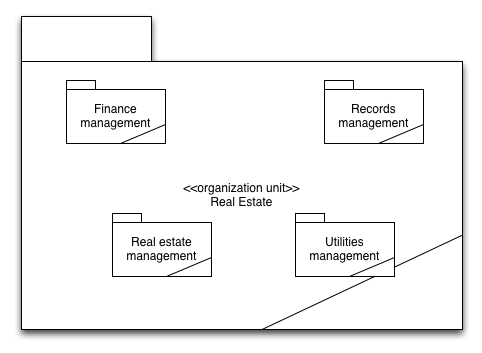 Finance
management
Records
management
<<organization unit>>
Real Estate
Real estate
management
Utilities
management